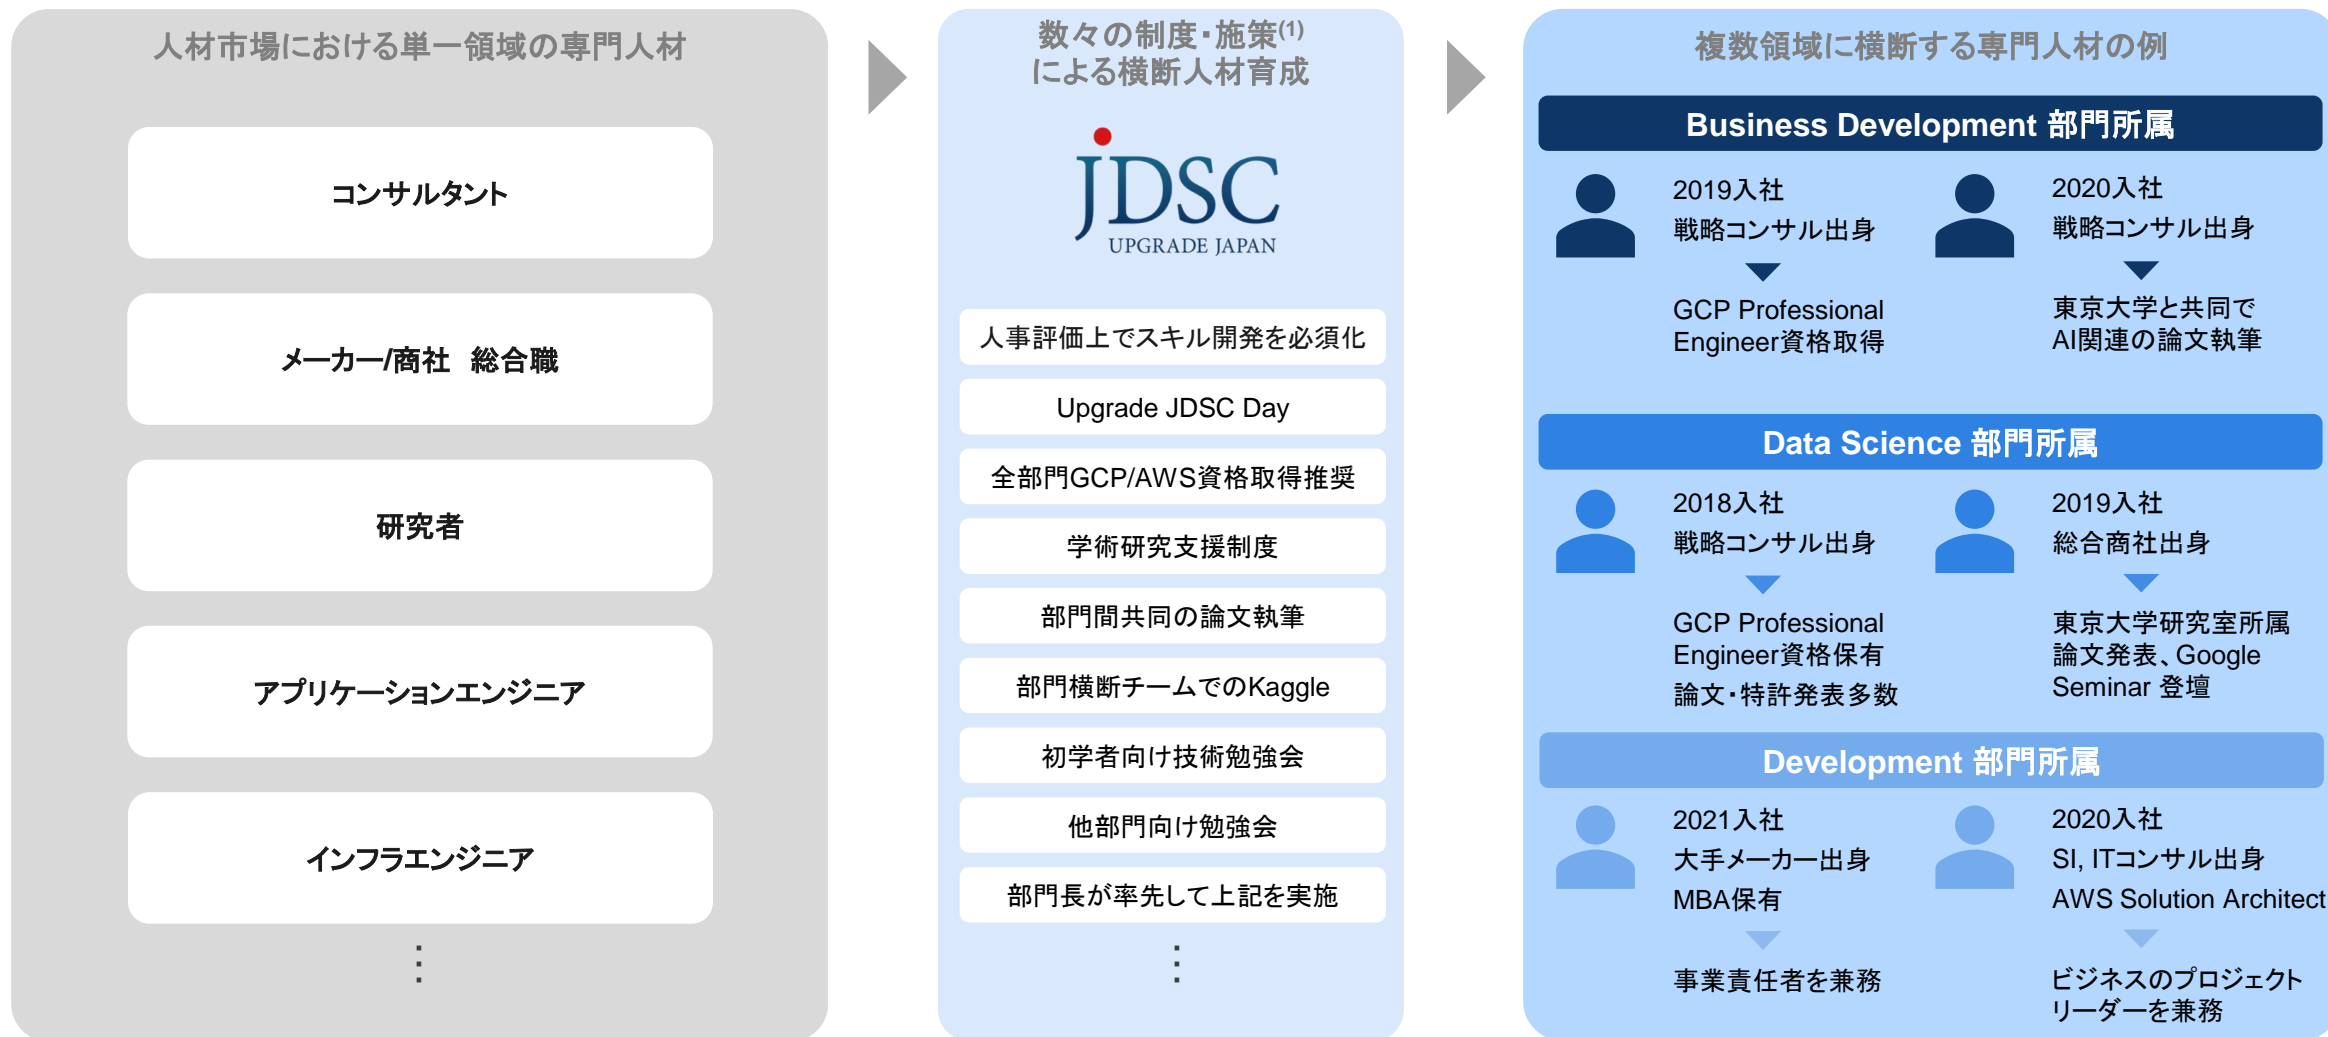 人材市場における単一領域の専門人材
コンサルタント
メーカー/商社　総合職
研究者
アプリケーションエンジニア
インフラエンジニア
⋮
数々の制度・施策(1)
による横断人材育成
JDSC
UPGRADE JAPAN
人事評価上でスキル開発を必須化
Upgrade JDSC Day
全部門GCP/AWS資格取得推奨
学術研究支援制度
部門間共同の論文執筆
部門横断チームでのKaggle
初学者向け技術勉強会
他部門向け勉強会
部門長が率先して上記を実施
⋮
複数領域に横断する専門人材の例
Business Development 部門所属
2019入社
戦略コンサル出身
GCP Professional
Engineer資格取得
2020入社
戦略コンサル出身
東京大学と共同で
AI関連の論文執筆
Data Science 部門所属
2018入社
戦略コンサル出身
GCP Professional
Engineer資格保有
論文・特許発表多数
2019入社
総合商社出身
東京大学研究室所属
論文発表、Google
Seminar 登壇
Development 部門所属
2021入社
大手メーカー出身
MBA保有
事業責任者を兼務
2020入社
SI, ITコンサル出身
AWS Solution Architect
ビジネスのプロジェクト
リーダーを兼務